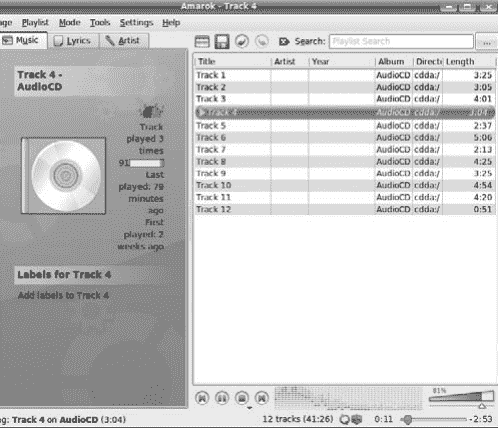 Amarok - Track 4
age Playlist Mode Tools Settings Help
Music Lyrics Artist
Search: Playlist Search ...
Track 4 -
AudioCD
Track
played 3
times
91
Last
played: 79
minutes
ago
First
played: 2
weeks ago
Labels for Track 4
Add labels to Track 4
Title Artist Year Album Directo Length
Track 1 AudioCD cdda:/ 3:25
Track 2 AudioCD cdda:/ 3:05
Track 3 AudioCD cdda:/ 4:01
Track 4 AudioCD cdda:/ 3:04
Track 5 AudioCD cdda:/ 2:37
Track 6 AudioCD cdda:/ 5:06
Track 7 AudioCD cdda:/ 2:13
Track 8 AudioCD cdda:/ 4:25
Track 9 AudioCD cdda:/ 3:25
Track 10 AudioCD cdda:/ 4:54
Track 11 AudioCD cdda:/ 4:20
Track 12 AudioCD cdda:/ 0:51
81%
g: Track 4 on AudioCD (3:04) 12 tracks (41:26) 0:11 -2:53